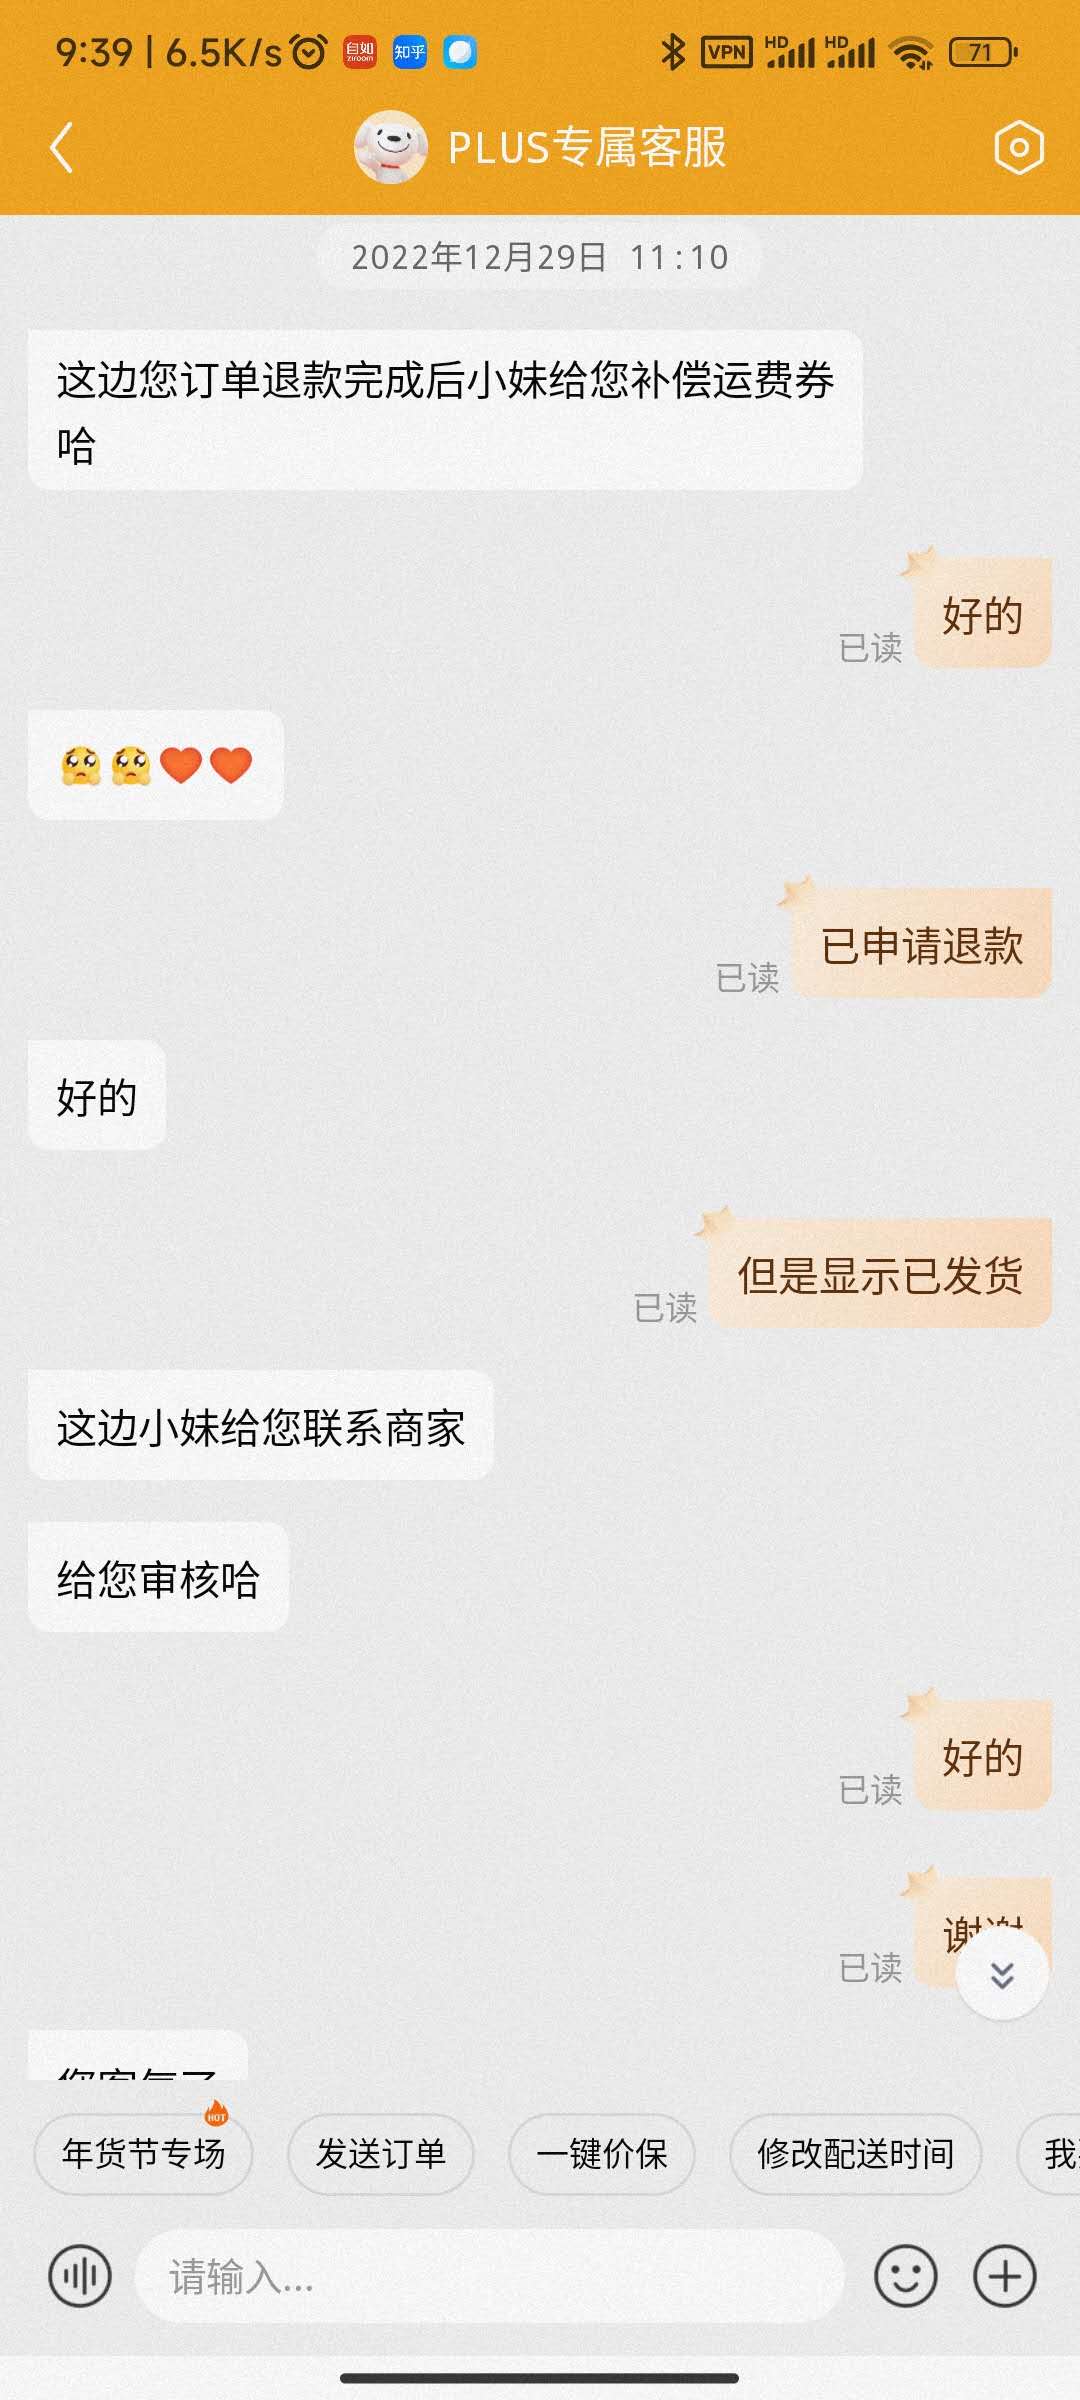 9:39 | 6.5K/s
自如
ziroom
知乎
VPN
HD
HD
71
PLUS专属客服
2022年12月29日 11:10
这边您订单退款完成后小妹给您补偿运费券
哈
好的
已读
已申请退款
已读
好的
但是显示已发货
已读
这边小妹给您联系商家
给您审核哈
好的
已读
谢谢
已读
您客气了
HOT
年货节专场
发送订单
一键价保
修改配送时间
我
请输入...